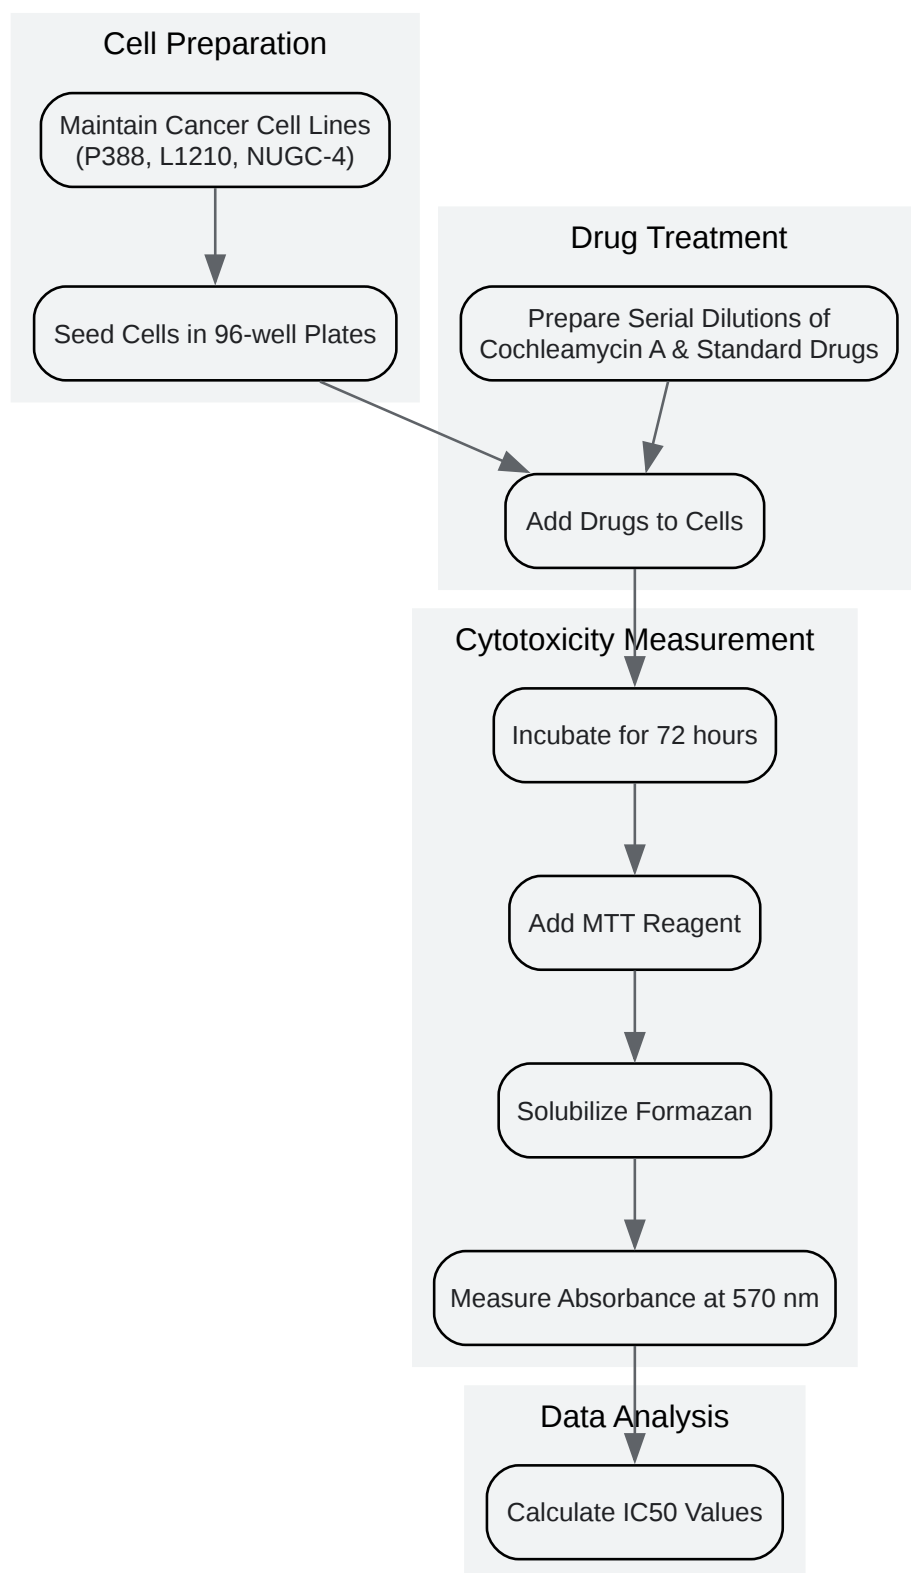 Cell Preparation
Maintain Cancer Cell Lines
(P388, L1210, NUGC-4)
Seed Cells in 96-well Plates
Drug Treatment
Prepare Serial Dilutions of
Cochleamycin A & Standard Drugs
Add Drugs to Cells
Cytotoxicity Measurement
Incubate for 72 hours
Add MTT Reagent
Solubilize Formazan
Measure Absorbance at 570 nm
Data Analysis
Calculate IC50 Values